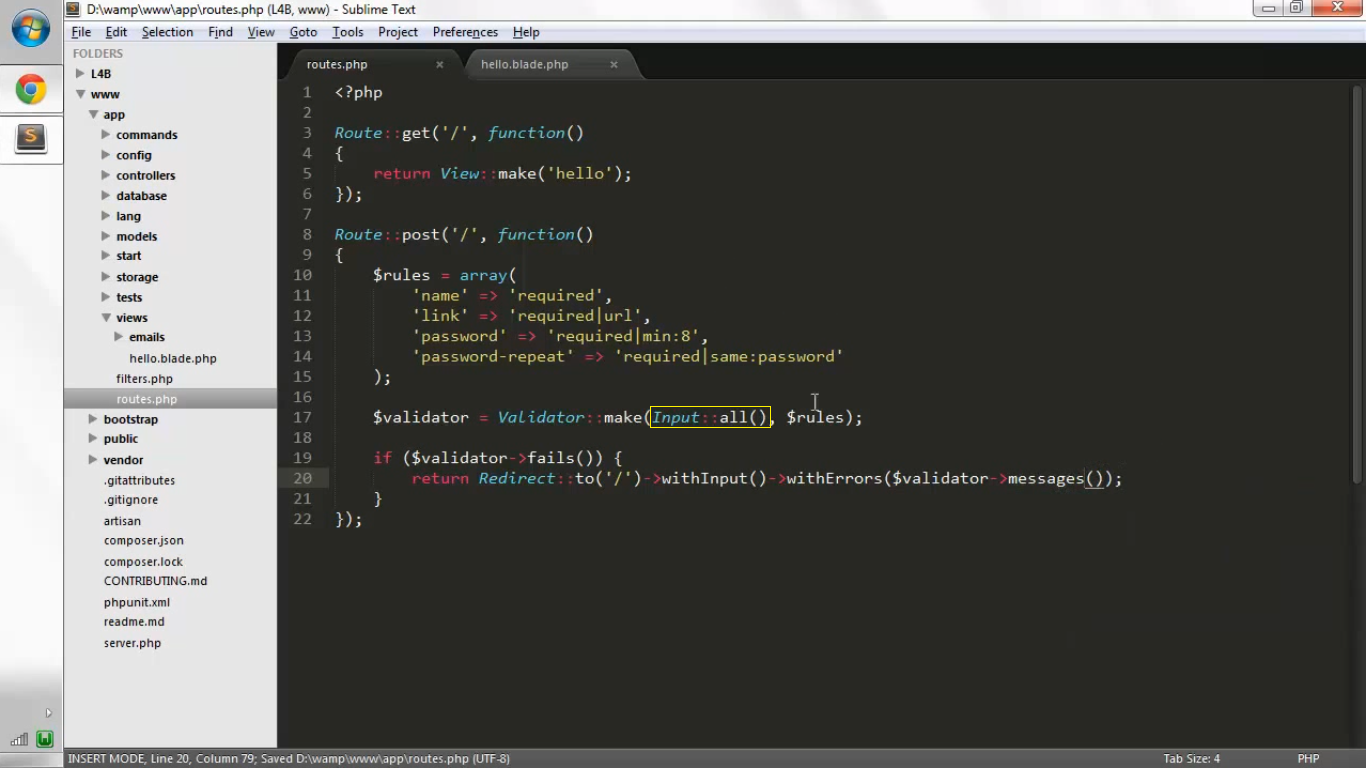 D:\wamp\www\app\routes.php (L4B, www) - Sublime Text
File Edit Selection Find View Goto Tools Project Preferences Help
FOLDERS
L4B
www
app
commands
config
controllers
database
lang
models
start
storage
tests
views
emails
hello.blade.php
filters.php
routes.php
bootstrap
public
vendor
.gitattributes
.gitignore
artisan
composer.json
composer.lock
CONTRIBUTING.md
phpunit.xml
readme.md
server.php
routes.php × hello.blade.php ×
1 <?php
2
3 Route::get('/', function()
4 {
5     return View::make('hello');
6 });
7
8 Route::post('/', function()
9 {
10     $rules = array(
11         'name' => 'required',
12         'link' => 'required|url',
13         'password' => 'required|min:8',
14         'password-repeat' => 'required|same:password'
15     );
16
17     $validator = Validator::make(Input::all(), $rules);
18
19     if ($validator->fails()) {
20         return Redirect::to('/')->withInput()->withErrors($validator->messages());
21     }
22 });
INSERT MODE, Line 20, Column 79; Saved D:\wamp\www\app\routes.php (UTF-8) Tab Size: 4 PHP